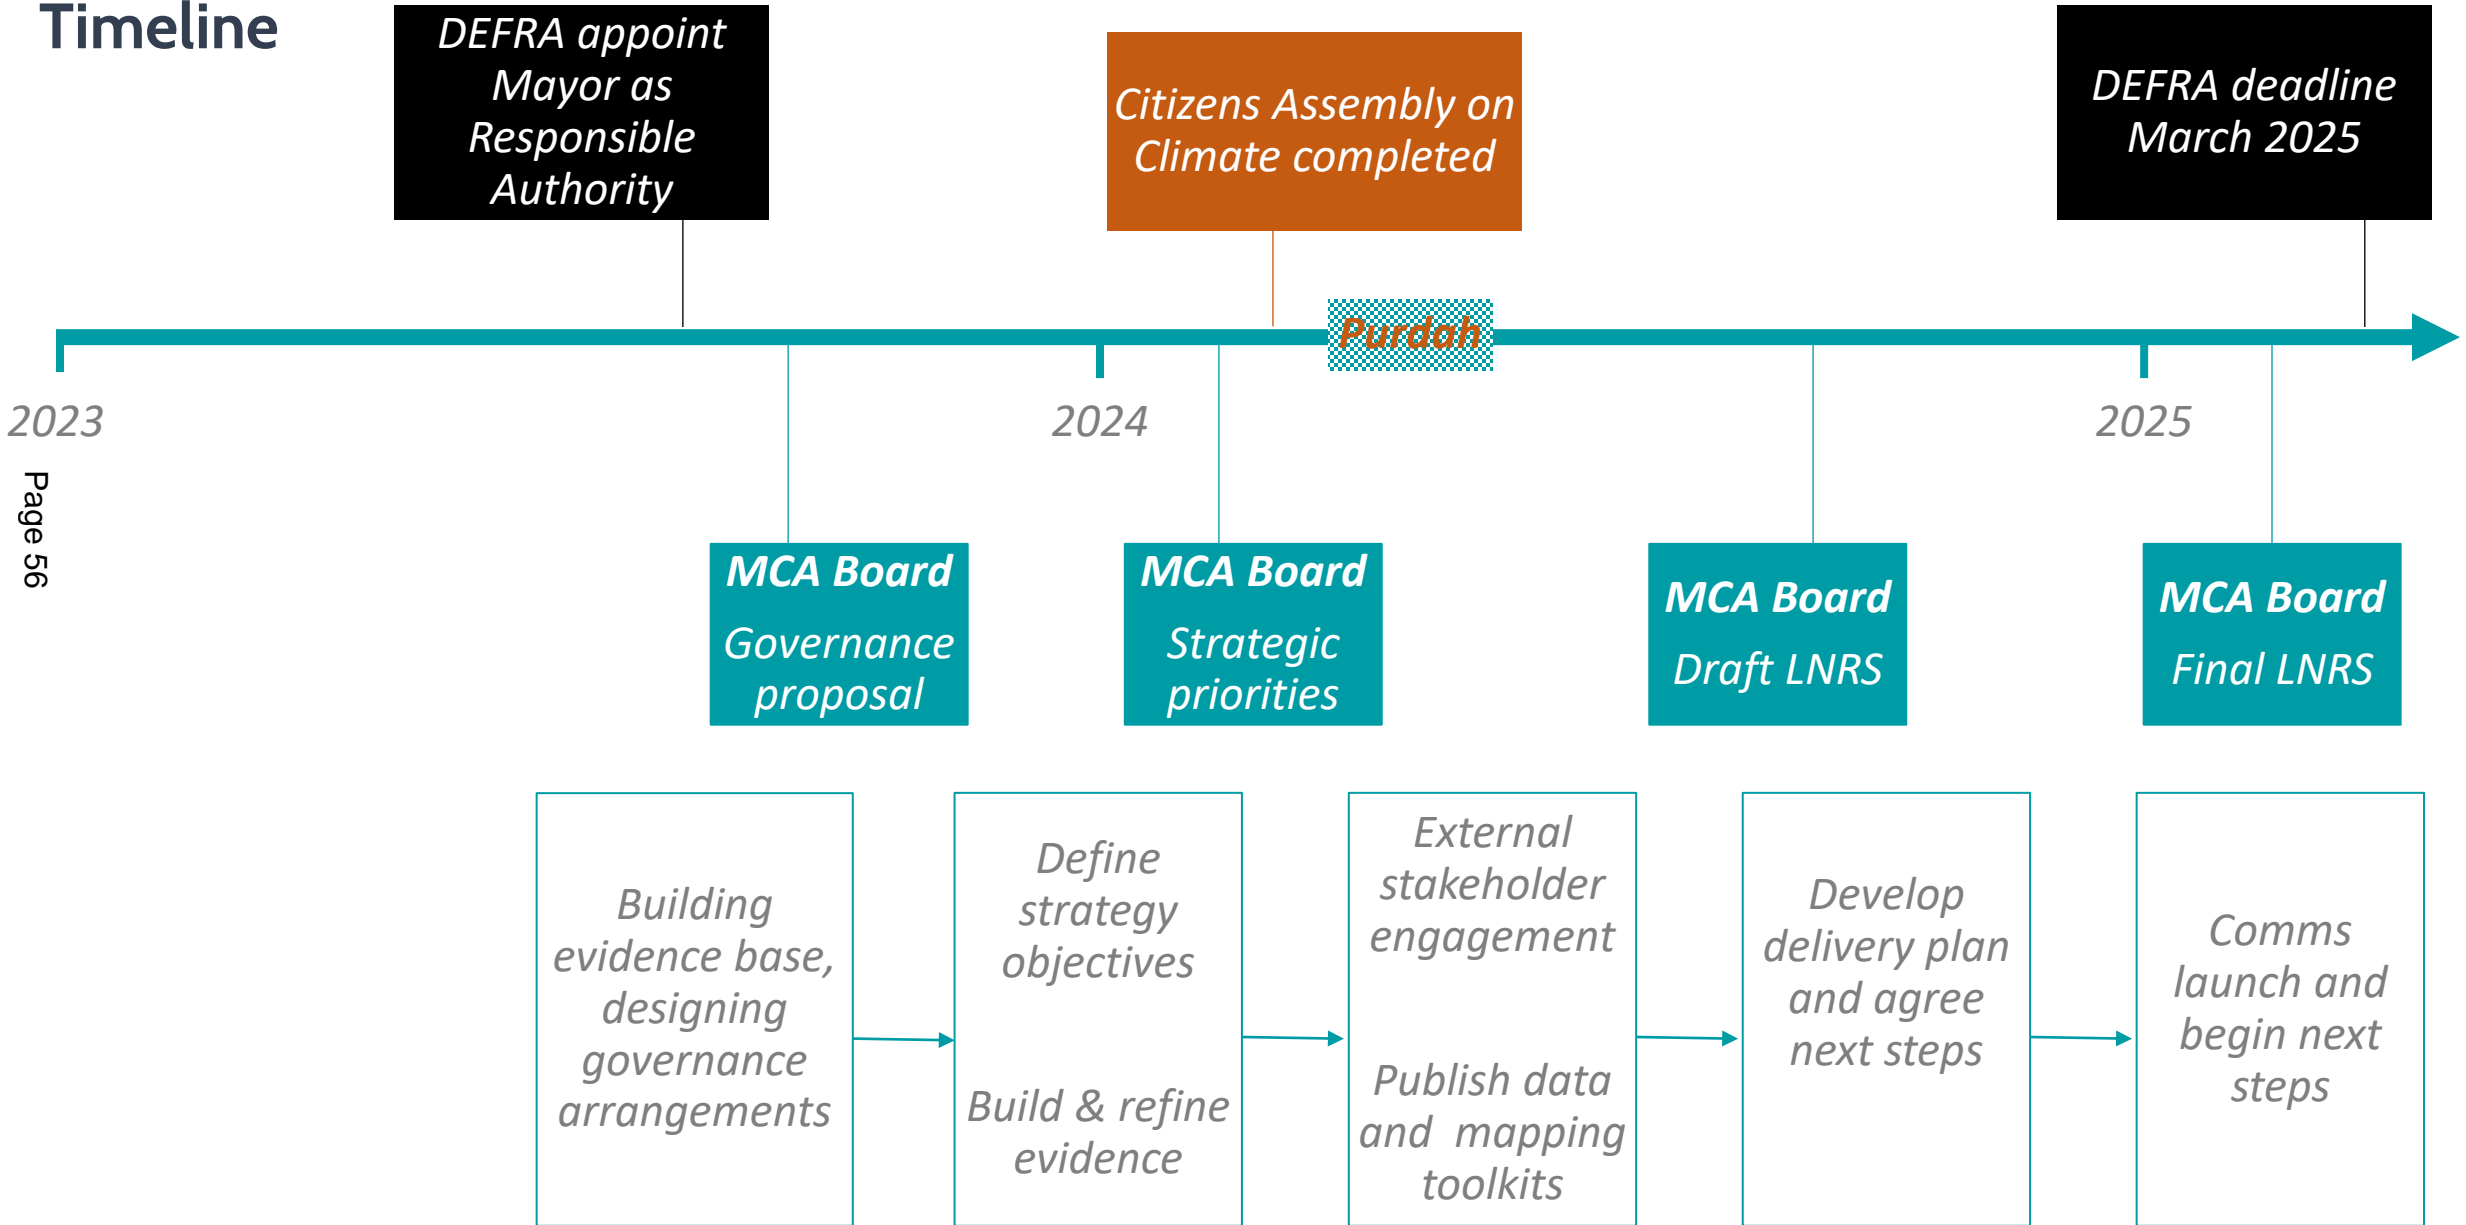 Timeline
DEFRA appoint
Mayor as
Responsible
Authority
Citizens Assembly on
Climate completed
DEFRA deadline
March 2025
Purdah
2023
2024
2025
Page 56
MCA Board
Governance
proposal
MCA Board
Strategic
priorities
MCA Board
Draft LNRS
MCA Board
Final LNRS
Building
evidence base,
designing
governance
arrangements
Define
strategy
objectives
Build & refine
evidence
External
stakeholder
engagement
Publish data
and mapping
toolkits
Develop
delivery plan
and agree
next steps
Comms
launch and
begin next
steps